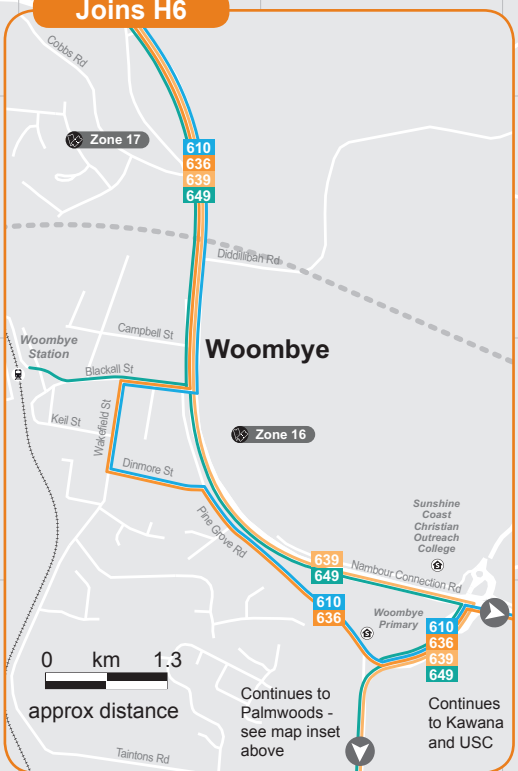 Joins H6
Cobbs Rd
Zone 17
610
636
639
649
Diddillibah Rd
Campbell St
Woombye
Station
Woombye
Blackall St
Keil St
Wakefield St
Zone 16
Dinmore St
Pine Grove Rd
Sunshine
Coast
Christian
Outreach
College
639
649
Nambour Connection Rd
610
636
Woombye
Primary
610
636
639
649
0 km 1.3
approx distance
Continues to
Palmwoods -
see map inset
above
Continues
to Kawana
and USC
Taintons Rd